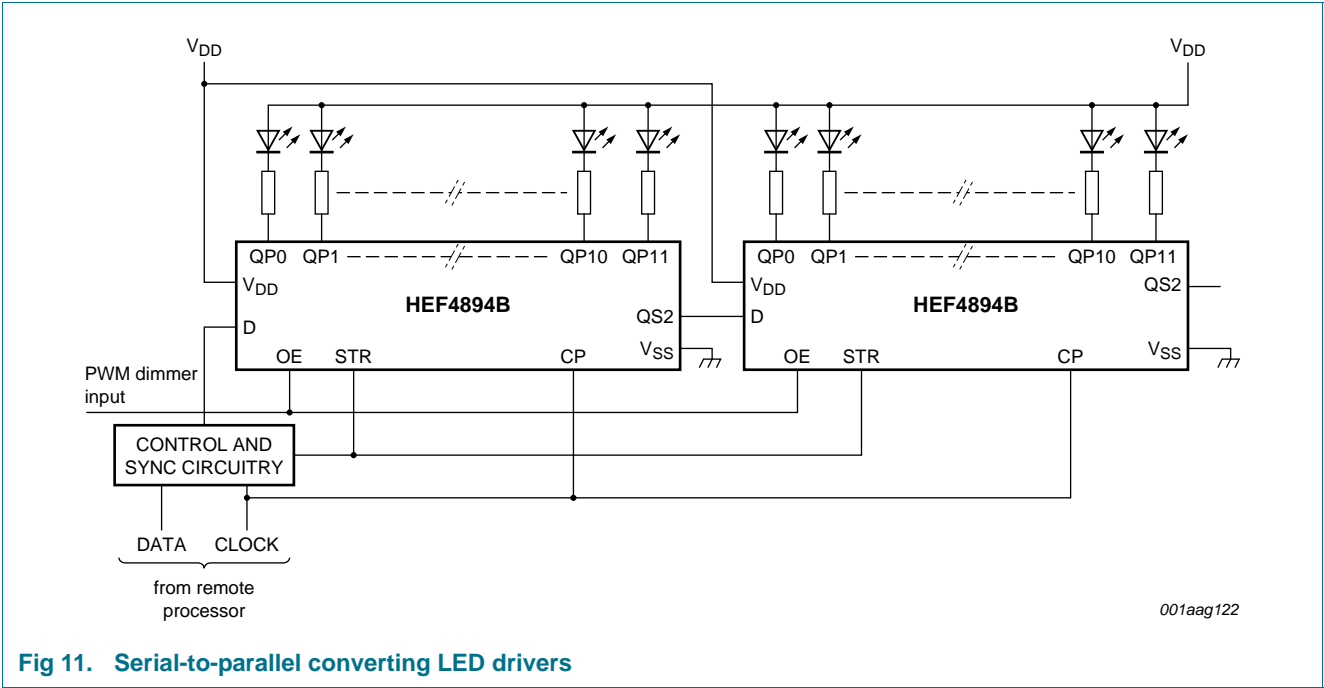 VDD VDD
QP0 QP1 QP10 QP11 QP0 QP1 QP10 QP11
VDD QS2
HEF4894B VDD HEF4894B
D QS2 D
OE STR CP VSS OE STR CP VSS
PWM dimmer
input
CONTROL AND
SYNC CIRCUITRY
DATA CLOCK
from remote
processor
001aag122
Fig 11. Serial-to-parallel converting LED drivers